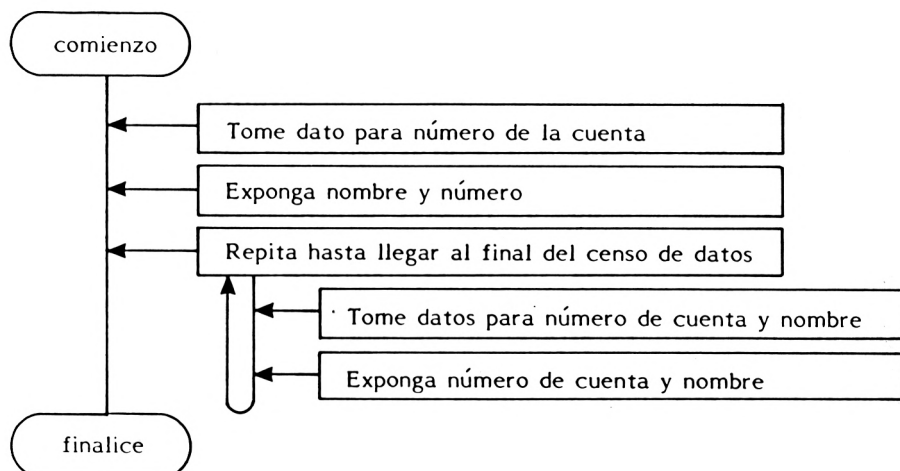 comienzo
Tome dato para número de la cuenta
Exponga nombre y número
Repita hasta llegar al final del censo de datos
Tome datos para número de cuenta y nombre
Exponga número de cuenta y nombre
finalice